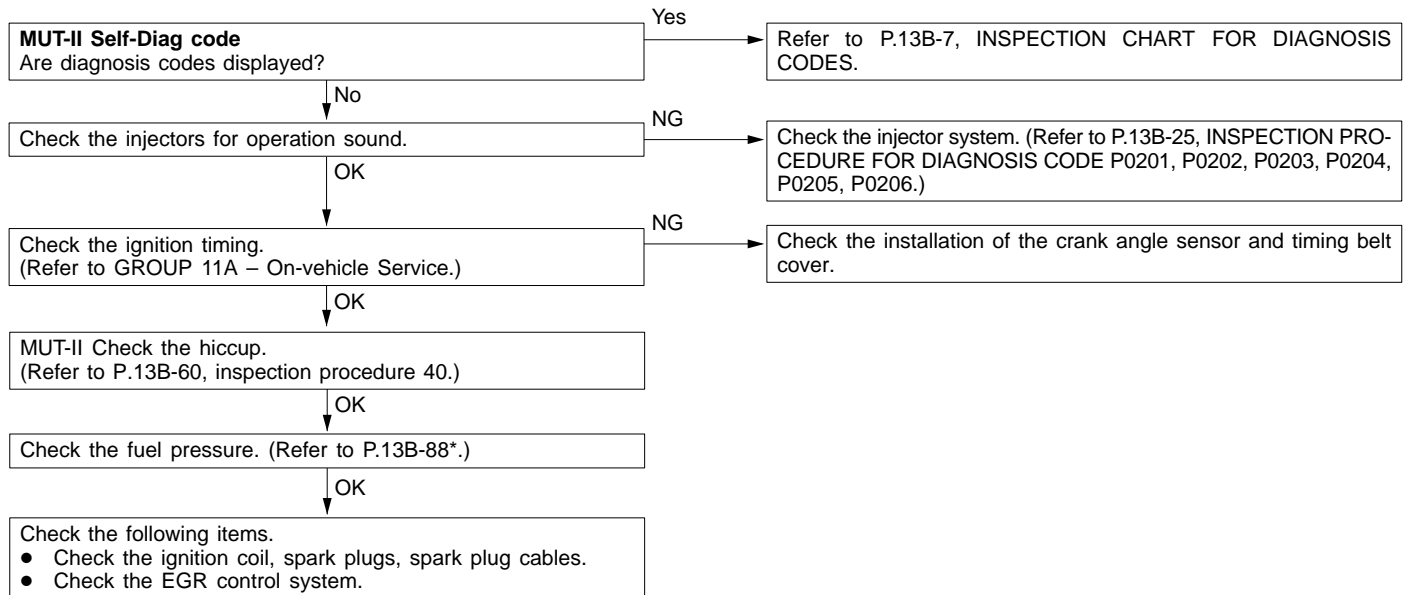 MUT-II Self-Diag code
Are diagnosis codes displayed?
Yes
Refer to P.13B-7, INSPECTION CHART FOR DIAGNOSIS
CODES.
No
Check the injectors for operation sound.
NG
Check the injector system. (Refer to P.13B-25, INSPECTION PRO-
CEDURE FOR DIAGNOSIS CODE P0201, P0202, P0203, P0204,
P0205, P0206.)
OK
Check the ignition timing.
(Refer to GROUP 11A – On-vehicle Service.)
NG
Check the installation of the crank angle sensor and timing belt
cover.
OK
MUT-II Check the hiccup.
(Refer to P.13B-60, inspection procedure 40.)
OK
Check the fuel pressure. (Refer to P.13B-88*.)
OK
Check the following items.
● Check the ignition coil, spark plugs, spark plug cables.
● Check the EGR control system.